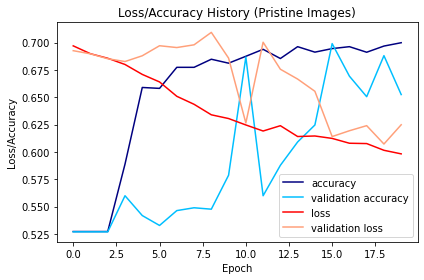 Loss/Accuracy History (Pristine Images)
Loss/Accuracy
0.700
0.675
0.650
0.625
0.600
0.575
0.550
0.525
0.0 2.5 5.0 7.5 10.0 12.5 15.0 17.5
Epoch
accuracy
validation accuracy
loss
validation loss